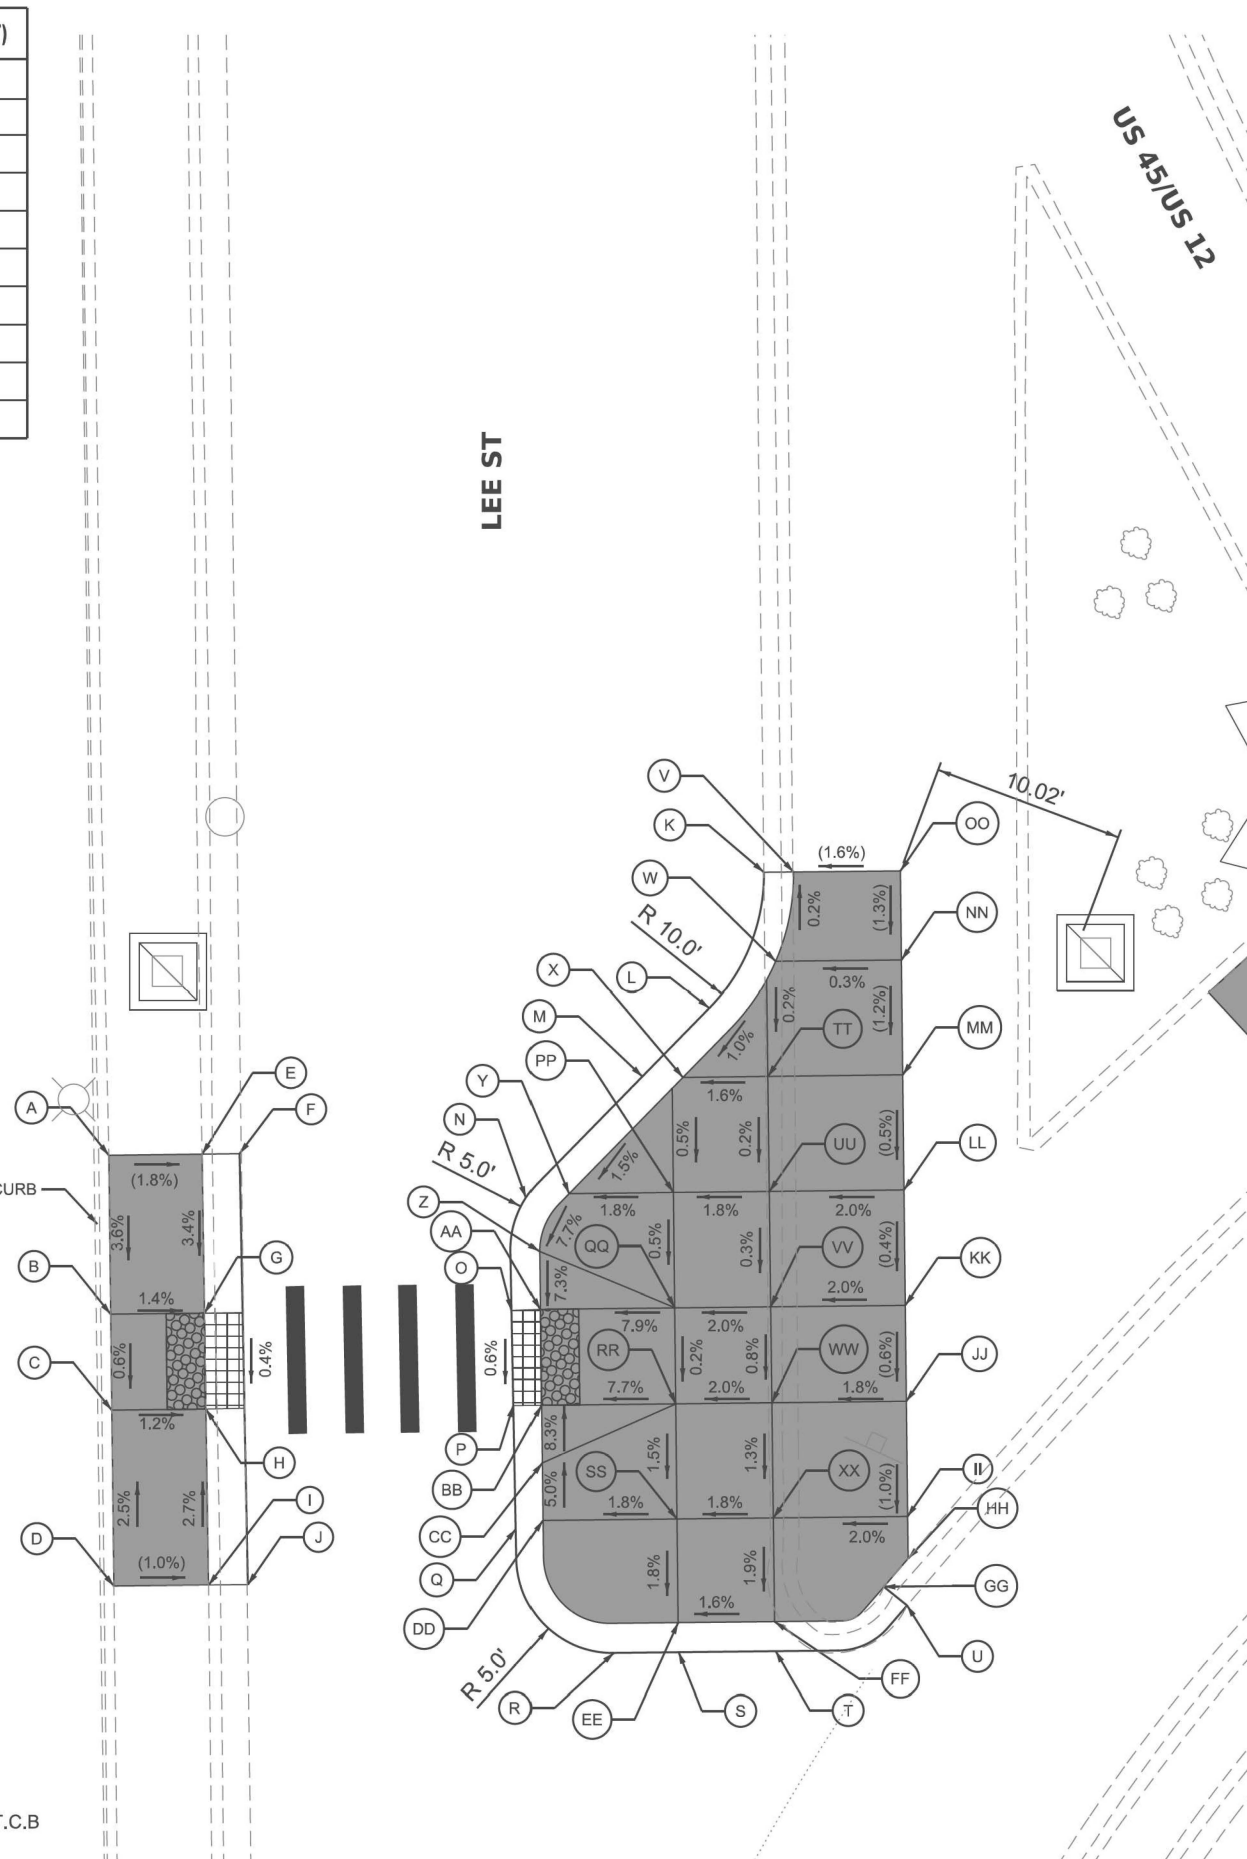 ')
US 45/US 12
LEE ST
V
10.02'
K
OO
(1.6%)
W
0.2%
(1.3%)
NN
R 10.0'
X
L
0.3%
M
0.2%
(1.2%)
TT
MM
1.0%
PP
E
Y
1.6%
A
F
N
0.5%
0.2%
(0.5%)
UU
LL
R 5.0'
1.5%
(1.8%)
CURB
Z
1.8%
1.8%
2.0%
3.6%
3.4%
AA
7.7%
QQ
0.5%
0.3%
VV
(0.4%)
KK
B
G
O
7.3%
2.0%
1.4%
7.9%
2.0%
C
0.6%
0.4%
0.6%
RR
0.2%
0.8%
WW
(0.6%)
JJ
7.7%
2.0%
1.8%
1.2%
H
P
8.3%
1.5%
1.3%
BB
5.0%
SS
XX
(1.0%)
II
2.5%
2.7%
I
1.8%
1.8%
HH
D
J
CC
2.0%
(1.0%)
Q
1.8%
1.9%
GG
DD
1.6%
R 5.0'
U
R
EE
S
T
FF
T.C.B